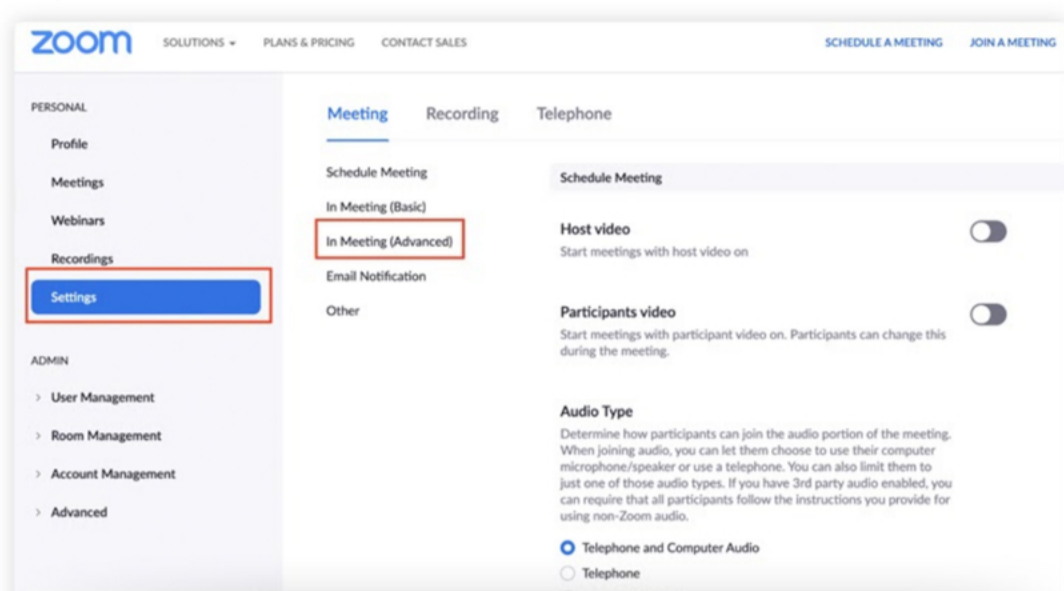 zoom SOLUTIONS PLANS & PRICING CONTACT SALES SCHEDULE A MEETING JOIN A MEETING
PERSONAL
Profile
Meetings
Webinars
Recordings
Settings
ADMIN
User Management
Room Management
Account Management
Advanced
Meeting Recording Telephone
Schedule Meeting
In Meeting (Basic)
In Meeting (Advanced)
Email Notification
Other
Schedule Meeting
Host video
Start meetings with host video on
Participants video
Start meetings with participant video on. Participants can change this
during the meeting.
Audio Type
Determine how participants can join the audio portion of the meeting.
When joining audio, you can let them choose to use their computer
microphone/speaker or use a telephone. You can also limit them to
just one of those audio types. If you have 3rd party audio enabled, you
can require that all participants follow the instructions you provide for
using non-Zoom audio.
Telephone and Computer Audio
Telephone